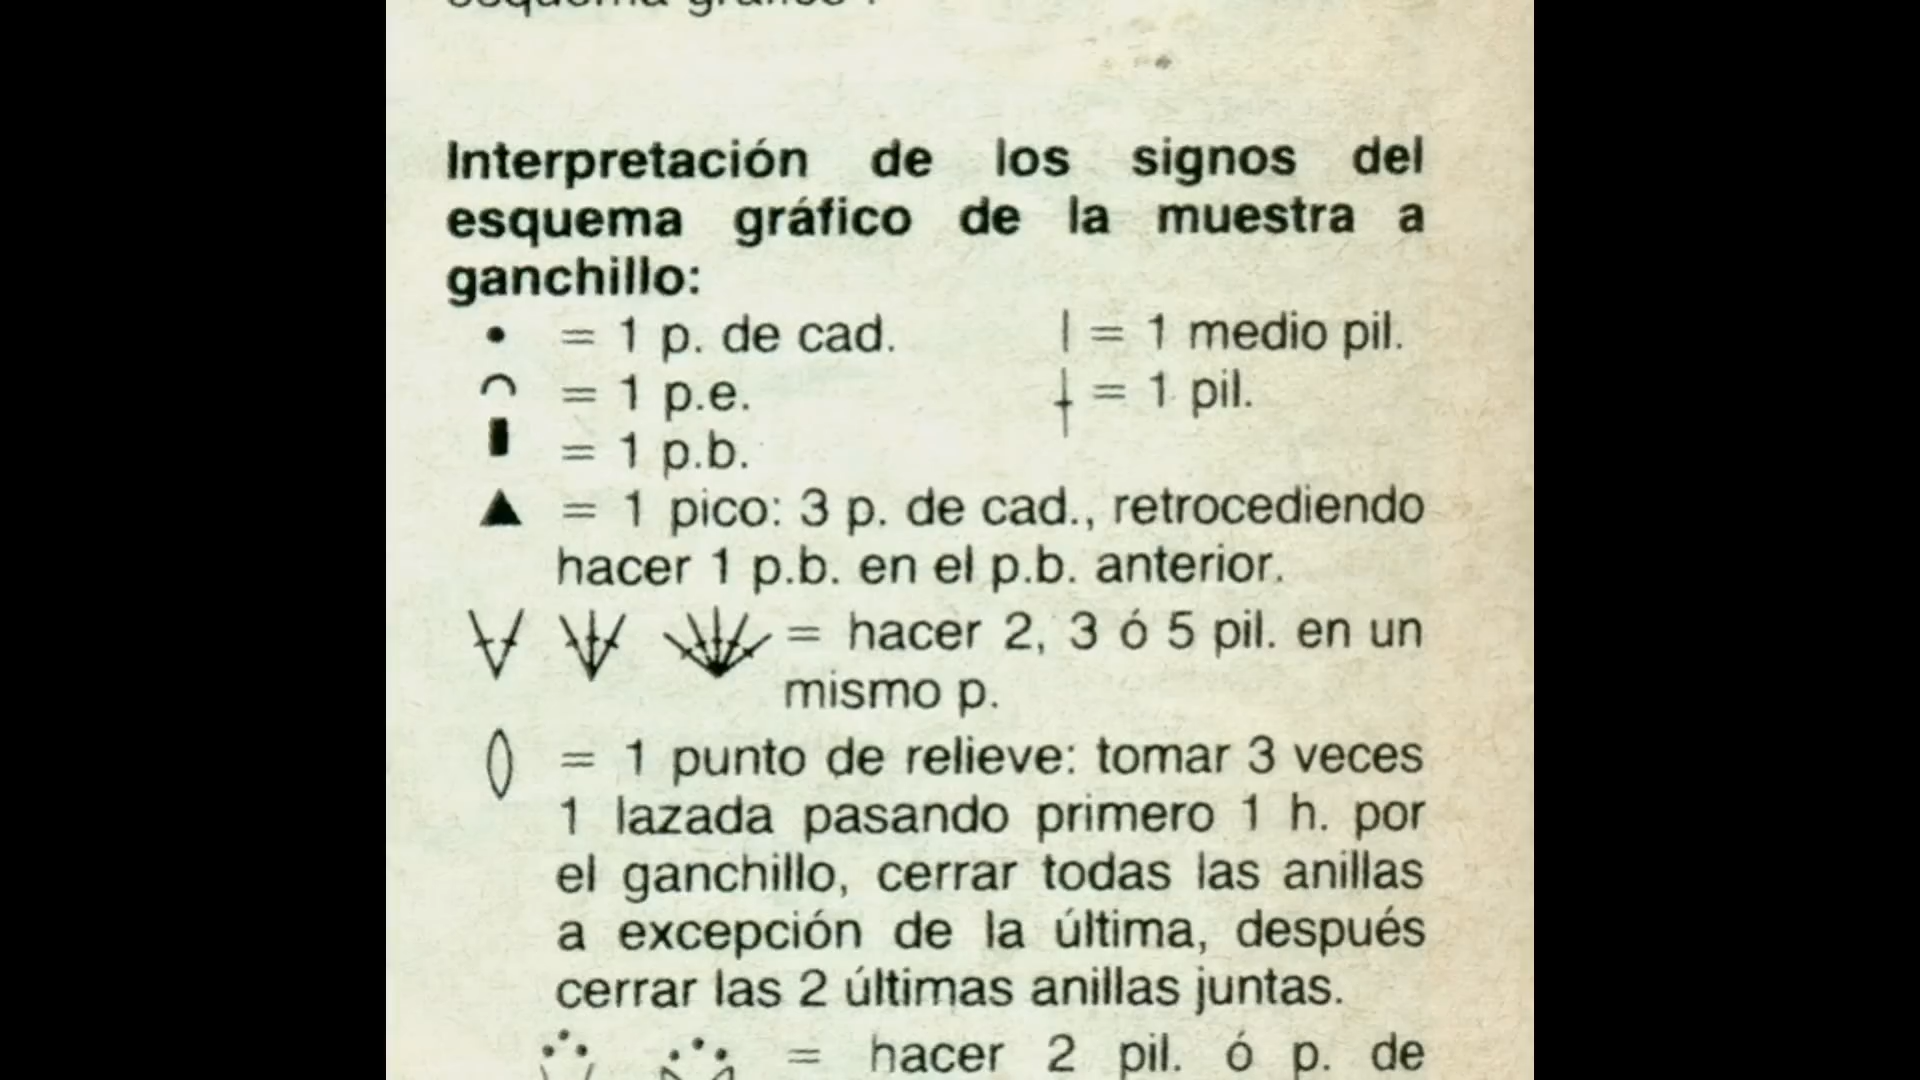 Interpretación de los signos del
esquema gráfico de la muestra a
ganchillo:
• = 1 p. de cad. | = 1 medio pil.
= 1 p.e. = 1 pil.
= 1 p.b.
▲ = 1 pico: 3 p. de cad., retrocediendo
hacer 1 p.b. en el p.b. anterior.
= hacer 2, 3 ó 5 pil. en un
mismo p.
= 1 punto de relieve: tomar 3 veces
1 lazada pasando primero 1 h. por
el ganchillo, cerrar todas las anillas
a excepción de la última, después
cerrar las 2 últimas anillas juntas.
= hacer 2 pil. ó p. de